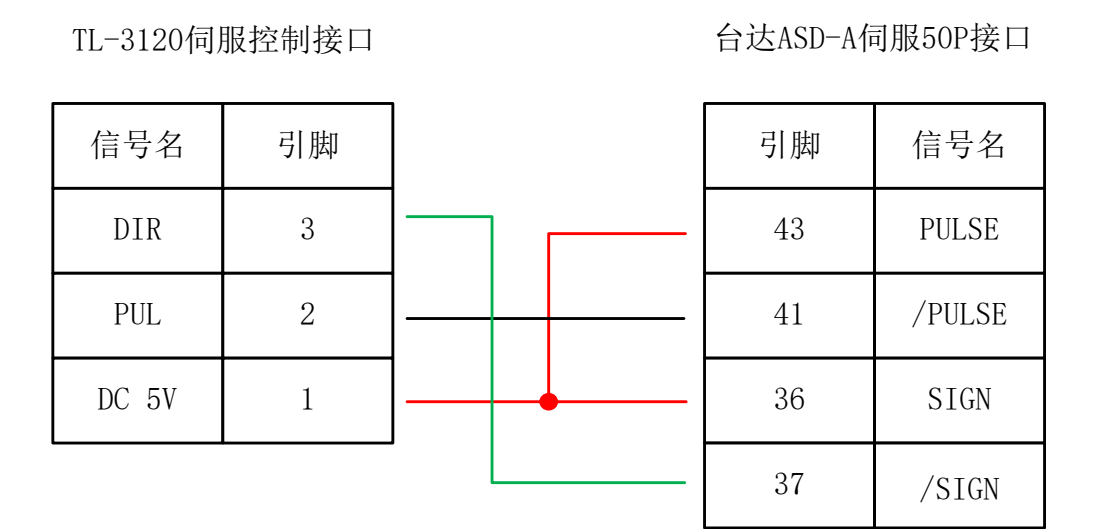 TL-3120伺服控制接口
台达ASD-A伺服50P接口
信号名 引脚
引脚 信号名
DIR 3
43 PULSE
PUL 2
41 /PULSE
DC 5V 1
36 SIGN
37 /SIGN